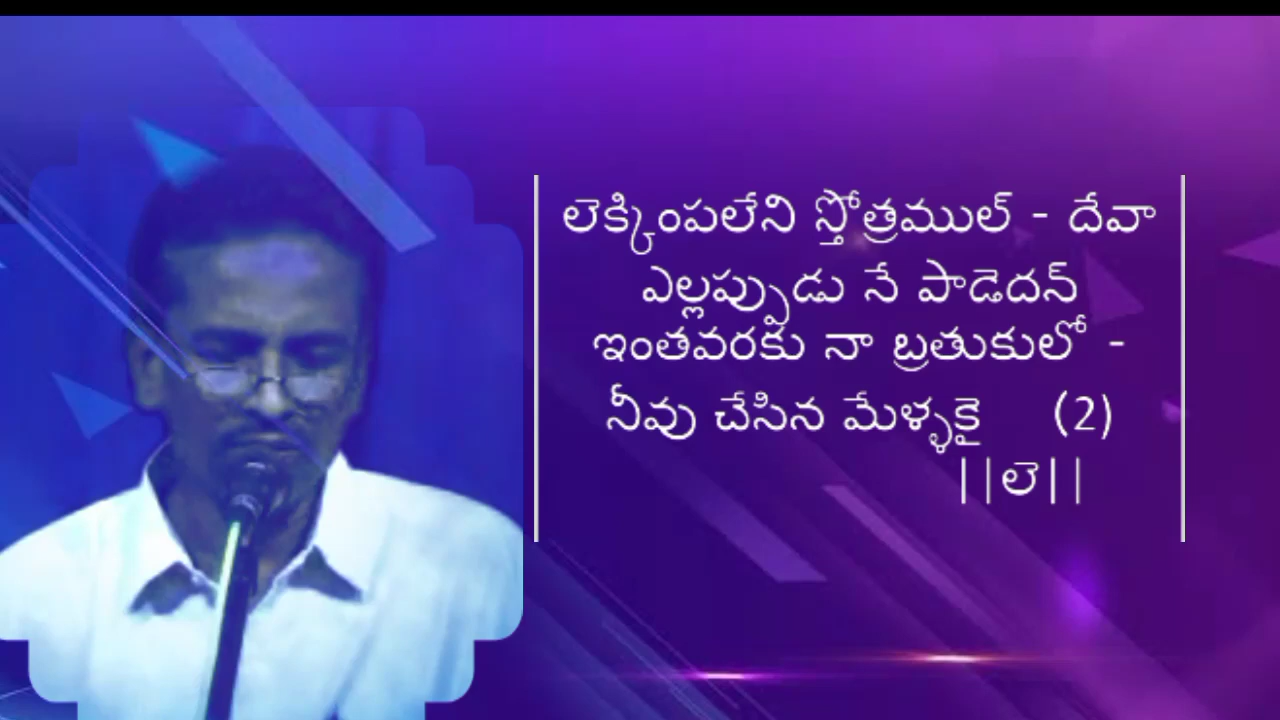 లెక్కింపలేని స్తోత్రముల్ - దేవా
ఎల్లప్పుడు నే పాడెదన్
ఇంతవరకు నా బ్రతుకులో -
నీవు చేసిన మేళ్ళకై (2)
||లె||